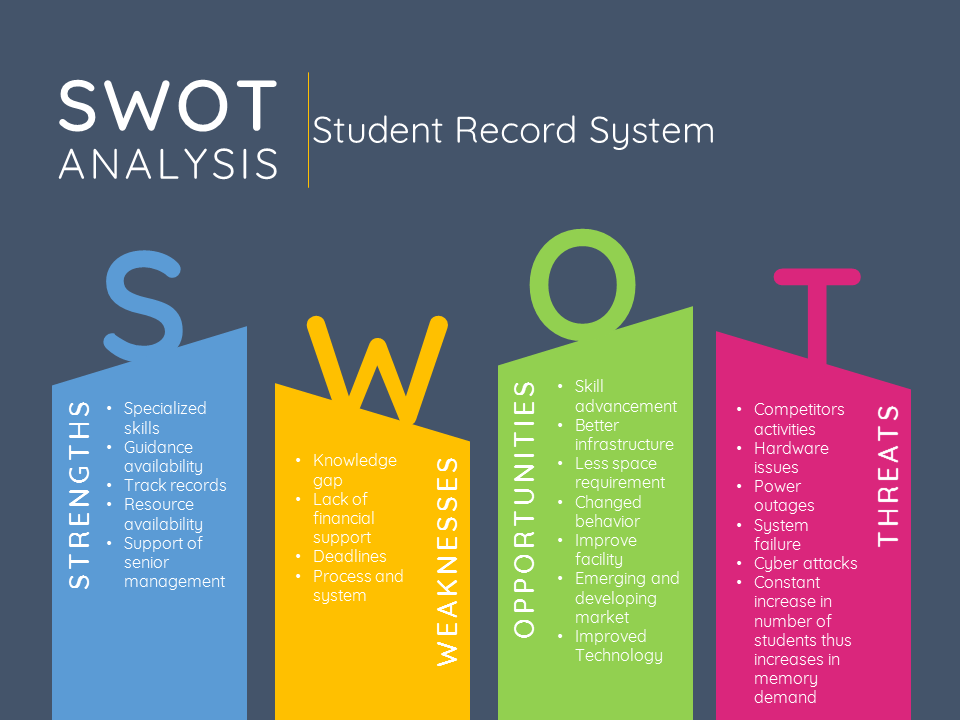 SWOT
ANALYSIS
Student Record System
S
STRENGTHS
• Specialized
skills
• Guidance
availability
• Track records
• Resource
availability
• Support of
senior
management
W
• Knowledge
gap
• Lack of
financial
support
• Deadlines
• Process and
system
WEAKNESSES
O
OPPORTUNITIES
• Skill
advancement
• Better
infrastructure
• Less space
requirement
• Changed
behavior
• Improve
facility
• Emerging and
developing
market
• Improved
Technology
T
• Competitors
activities
• Hardware
issues
• Power
outages
• System
failure
• Cyber attacks
• Constant
increase in
number of
students thus
increases in
memory
demand
THREATS